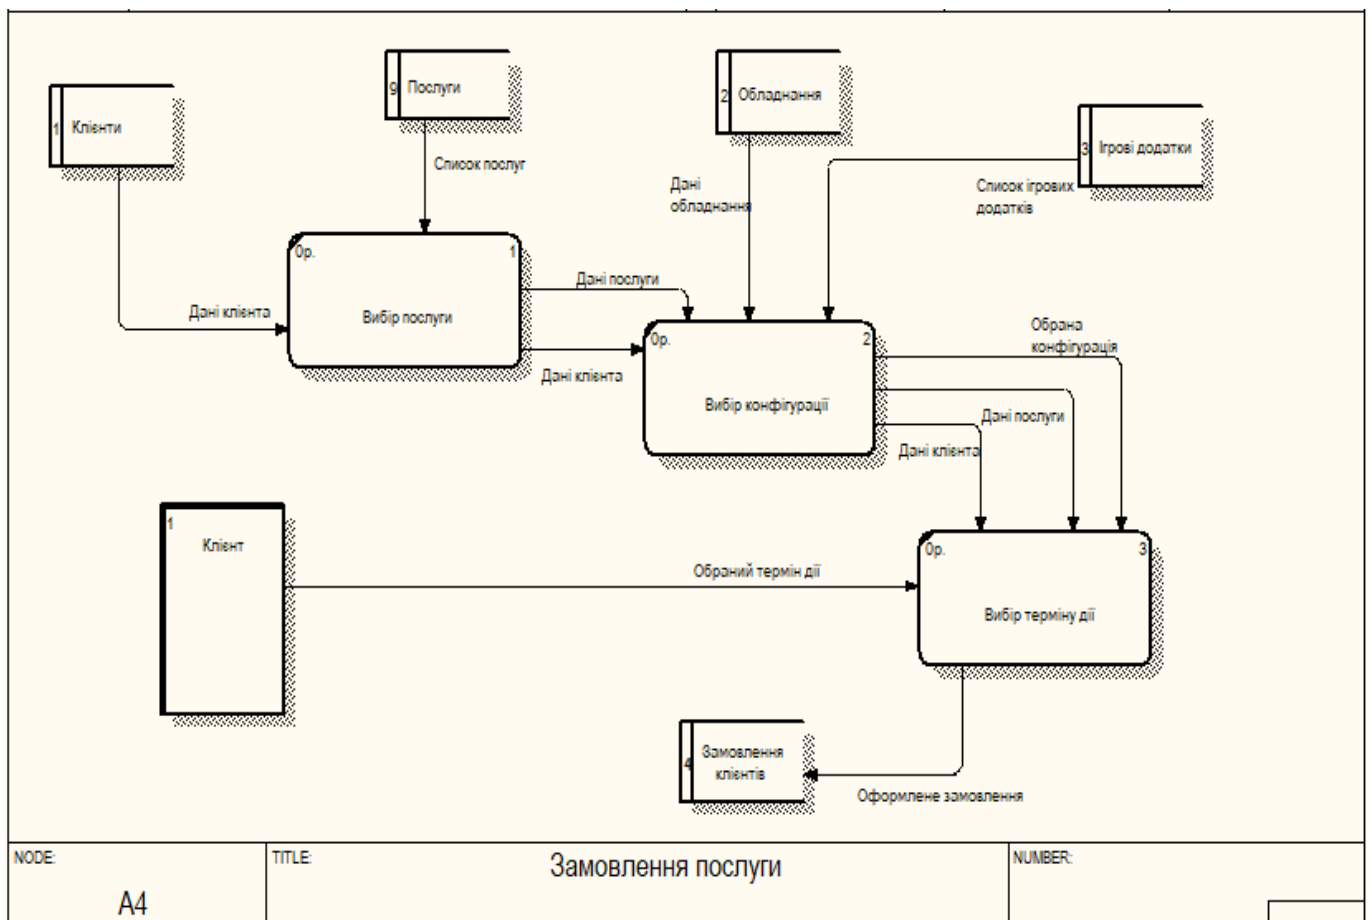 9
Послуги
2
Обладнання
1
Клієнти
3
Ігрові додатки
Список послуг
Дані
обладнання
Список ігрових
додатків
0р.
1
Вибір послуги
Дані клієнта
Дані послуги
Дані клієнта
0р.
2
Вибір конфігурації
Обрана
конфігурація
Дані послуги
Дані клієнта
1
Клієнт
Обраний термін дії
0р.
3
Вибір терміну дії
4
Замовлення
клієнтів
Оформлене замовлення
NODE:
A4
TITLE:
Замовлення послуги
NUMBER: